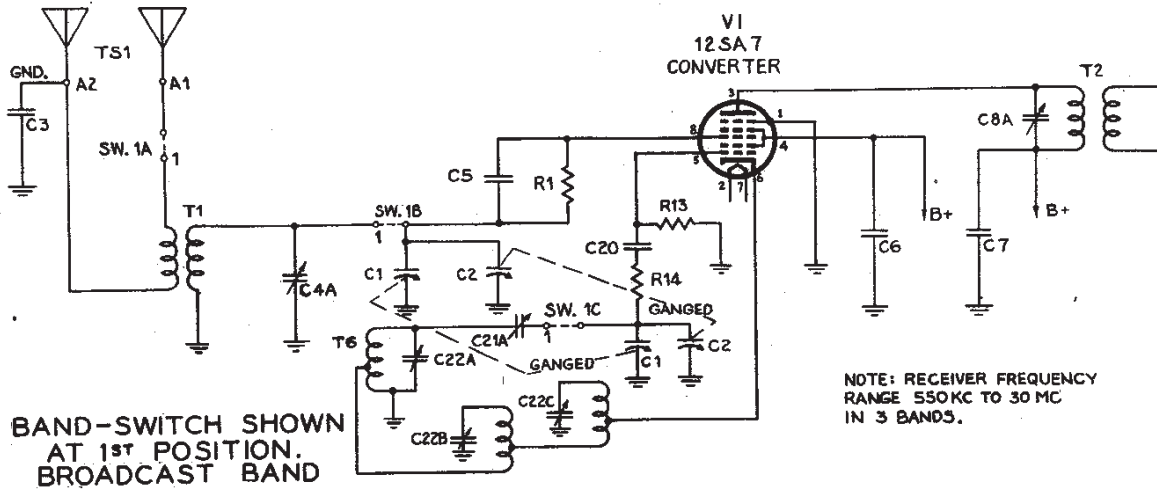 V1
12SA7
CONVERTER
TS1
GND.
A2
A1
C3
SW. 1A
1
T1
C4A
SW. 1B
1
C5
R1
C1
C2
8
5
3
1
4
6
2
7
R13
C20
R14
GANGED
SW. 1C
1
C21A
T6
C22A
GANGED
C1
C2
C22B
C22C
C6
B+
C7
B+
C8A
T2
NOTE: RECEIVER FREQUENCY
RANGE 550KC TO 30 MC
IN 3 BANDS.
BAND-SWITCH SHOWN
AT 1ST POSITION.
BROADCAST BAND